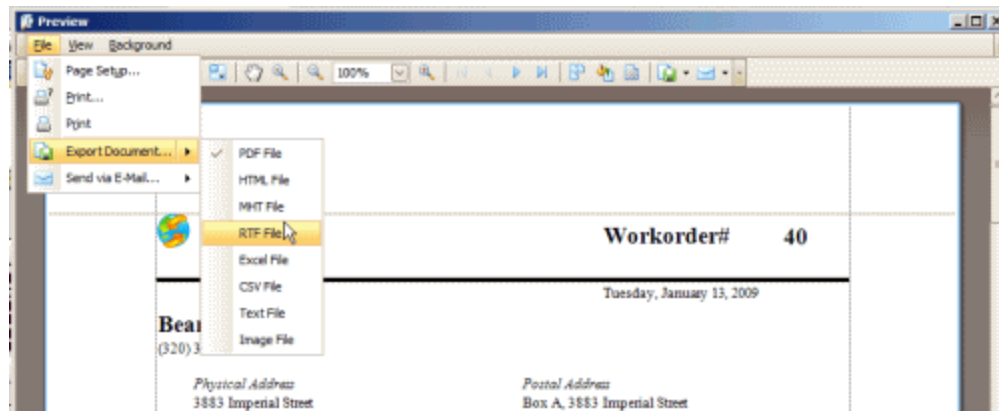 Preview
File View Background
Page Setup...
100%
Print...
Print
Export Document...
PDF File
Send via E-Mail...
HTML File
MHT File
RTF File
Workorder# 40
Excel File
CSV File
Tuesday, January 13, 2009
Text File
Bear
(320) 3
Image File
Physical Address Postal Address
3883 Imperial Street Box A, 3883 Imperial Street